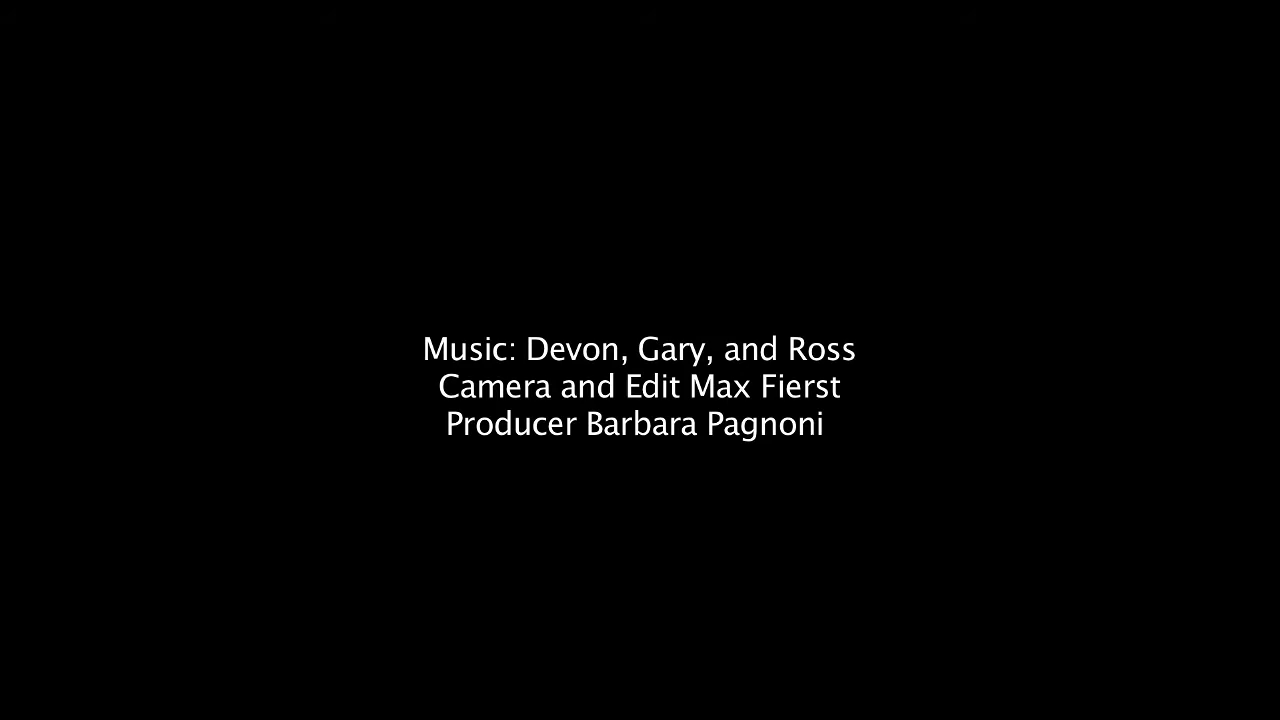 Music: Devon, Gary, and Ross
Camera and Edit Max Fierst
Producer Barbara Pagnoni